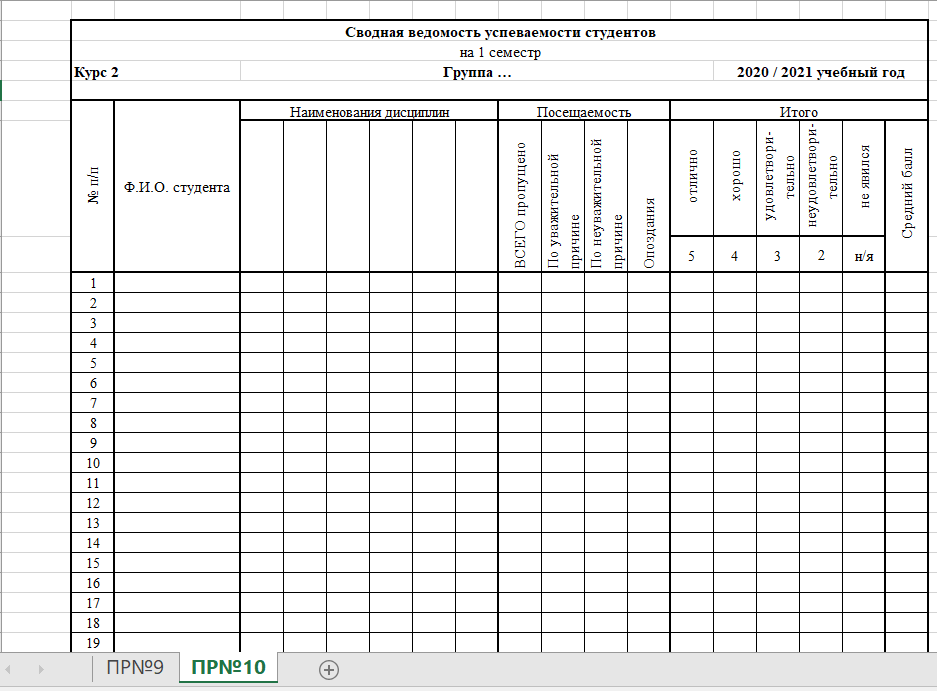 Сводная ведомость успеваемости студентов
на 1 семестр
Курс 2 Группа ... 2020 / 2021 учебный год
№ п/п
Ф.И.О. студента
Наименования дисциплин
Посещаемость
Итого
ВСЕГО пропущено
По уважительной
причине
По неуважительной
причине
Опоздания
отлично
хорошо
удовлетвори-
тельно
неудовлетвори-
тельно
не явился
Средний балл
5 4 3 2 н/я
1
2
3
4
5
6
7
8
9
10
11
12
13
14
15
16
17
18
19
ПР№9 ПР№10